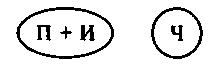 П + И Ч